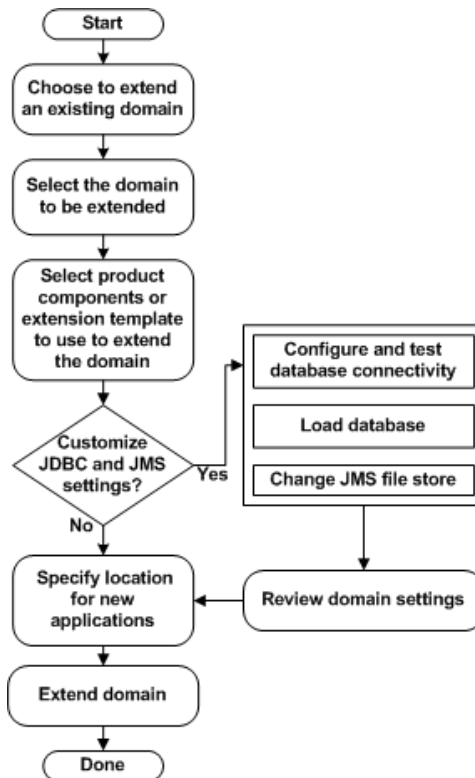 Start
Choose to extend
an existing domain
Select the domain
to be extended
Select product
components or
extension template
to use to extend
the domain
Customize
JDBC and JMS
settings?
Yes
No
Configure and test
database connectivity
Load database
Change JMS file store
Review domain settings
Specify location
for new
applications
Extend domain
Done